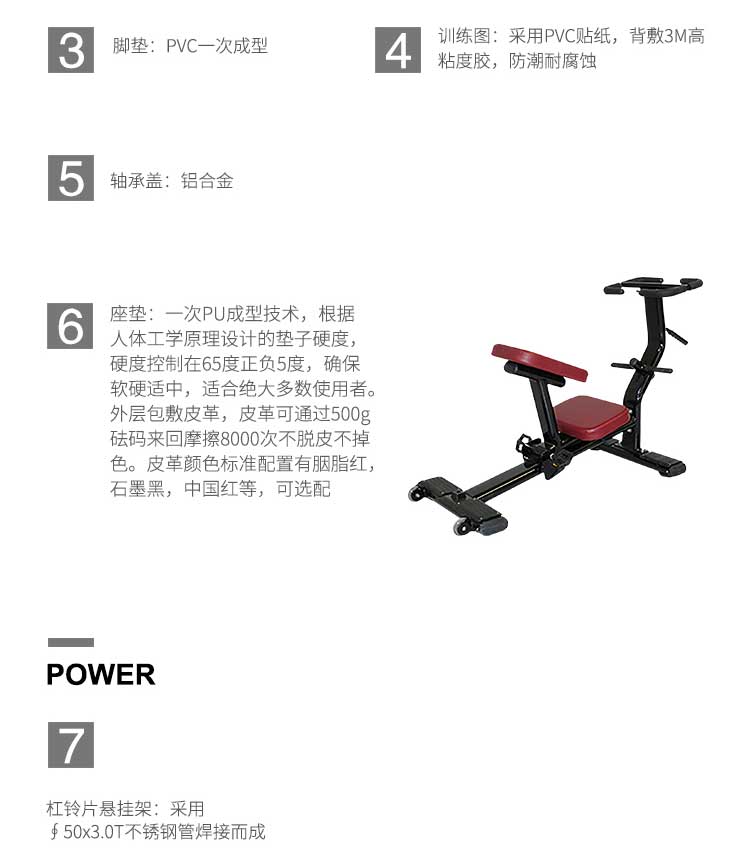 3
脚垫：PVC一次成型
4
训练图：采用PVC贴纸，背敷3M高
粘度胶，防潮耐腐蚀
5
轴承盖：铝合金
6
座垫：一次PU成型技术，根据
人体工学原理设计的垫子硬度，
硬度控制在65度正负5度，确保
软硬适中，适合绝大多数使用者。
外层包敷皮革，皮革可通过500g
砝码来回摩擦8000次不脱皮不掉
色。皮革颜色标准配置有胭脂红，
石墨黑，中国红等，可选配
POWER
7
杠铃片悬挂架：采用
∮50x3.0T不锈钢管焊接而成